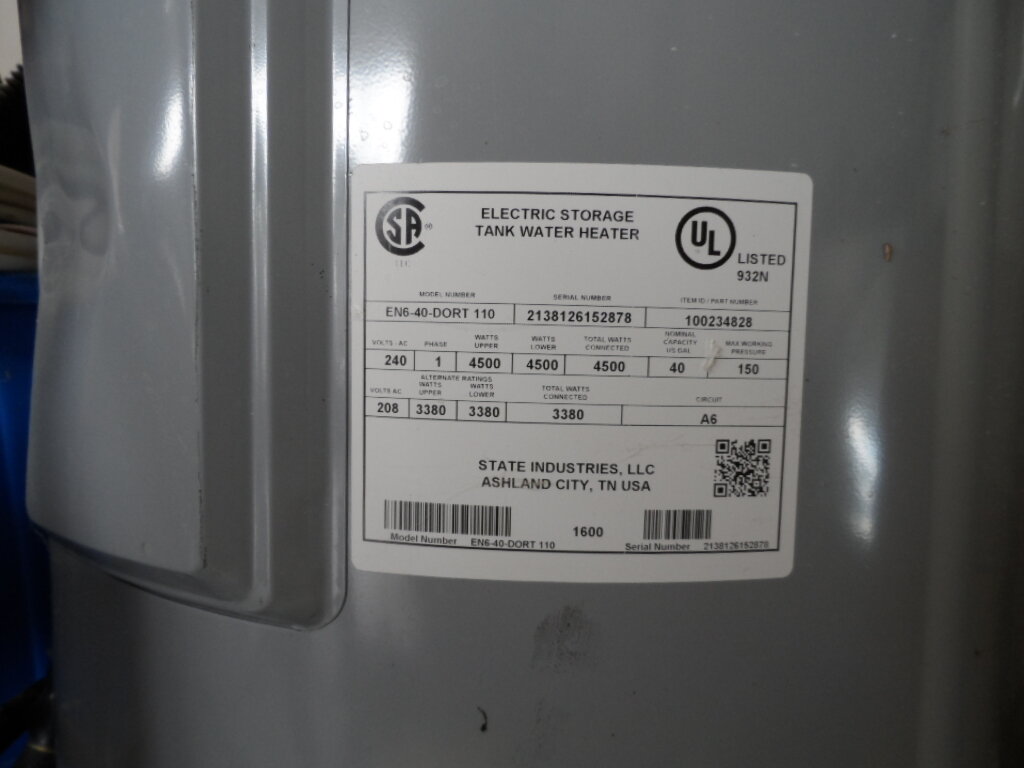 SA ®
LLC
ELECTRIC STORAGE
TANK WATER HEATER
UL
LISTED
932N
MODEL NUMBER SERIAL NUMBER ITEM ID / PART NUMBER
EN6-40-DORT 110 2138126152878 100234828
VOLTS - AC PHASE WATTS UPPER WATTS LOWER TOTAL WATTS CONNECTED NOMINAL CAPACITY US GAL MAX WORKING PRESSURE
240 1 4500 4500 4500 40 150
ALTERNATE RATINGS
VOLTS AC WATTS UPPER WATTS LOWER TOTAL WATTS CONNECTED CIRCUIT
208 3380 3380 3380 A6
STATE INDUSTRIES, LLC
ASHLAND CITY, TN USA
1600
Model Number EN6-40-DORT 110 Serial Number 2138126152878